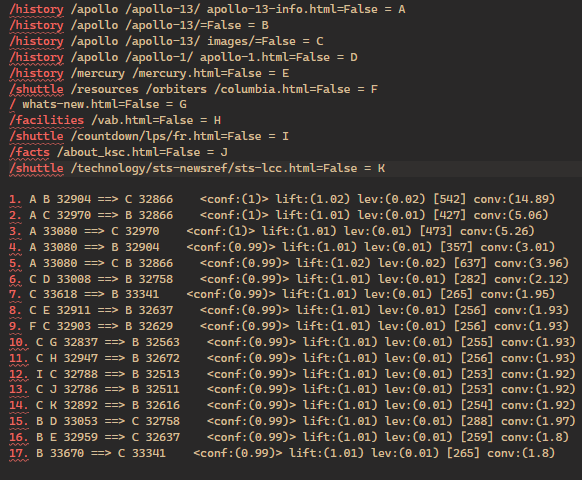 /history /apollo /apollo-13/ apollo-13-info.html=False = A
/history /apollo /apollo-13/=False = B
/history /apollo /apollo-13/ images/=False = C
/history /apollo /apollo-1/ apollo-1.html=False = D
/history /mercury /mercury.html=False = E
/shuttle /resources /orbiters /columbia.html=False = F
/ whats-new.html=False = G
/facilities /vab.html=False = H
/shuttle /countdown/lps/fr.html=False = I
/facts /about_ksc.html=False = J
/shuttle /technology/sts-newsref/sts-lcc.html=False = K
1. A B 32904 ==> C 32866 <conf:(1)> lift:(1.02) lev:(0.02) [542] conv:(14.89)
2. A C 32970 ==> B 32866 <conf:(1)> lift:(1.01) lev:(0.01) [427] conv:(5.06)
3. A 33080 ==> C 32970 <conf:(1)> lift:(1.01) lev:(0.01) [473] conv:(5.26)
4. A 33080 ==> B 32904 <conf:(0.99)> lift:(1.01) lev:(0.01) [357] conv:(3.01)
5. A 33080 ==> C B 32866 <conf:(0.99)> lift:(1.02) lev:(0.02) [637] conv:(3.96)
6. C D 33008 ==> B 32758 <conf:(0.99)> lift:(1.01) lev:(0.01) [282] conv:(2.12)
7. C 33618 ==> B 33341 <conf:(0.99)> lift:(1.01) lev:(0.01) [265] conv:(1.95)
8. C E 32911 ==> B 32637 <conf:(0.99)> lift:(1.01) lev:(0.01) [256] conv:(1.93)
9. F C 32903 ==> B 32629 <conf:(0.99)> lift:(1.01) lev:(0.01) [256] conv:(1.93)
10. C G 32837 ==> B 32563 <conf:(0.99)> lift:(1.01) lev:(0.01) [255] conv:(1.93)
11. C H 32947 ==> B 32672 <conf:(0.99)> lift:(1.01) lev:(0.01) [256] conv:(1.93)
12. I C 32788 ==> B 32513 <conf:(0.99)> lift:(1.01) lev:(0.01) [253] conv:(1.92)
13. C J 32786 ==> B 32511 <conf:(0.99)> lift:(1.01) lev:(0.01) [253] conv:(1.92)
14. C K 32892 ==> B 32616 <conf:(0.99)> lift:(1.01) lev:(0.01) [254] conv:(1.92)
15. B D 33053 ==> C 32758 <conf:(0.99)> lift:(1.01) lev:(0.01) [288] conv:(1.97)
16. B E 32959 ==> C 32637 <conf:(0.99)> lift:(1.01) lev:(0.01) [259] conv:(1.8)
17. B 33670 ==> C 33341 <conf:(0.99)> lift:(1.01) lev:(0.01) [265] conv:(1.8)